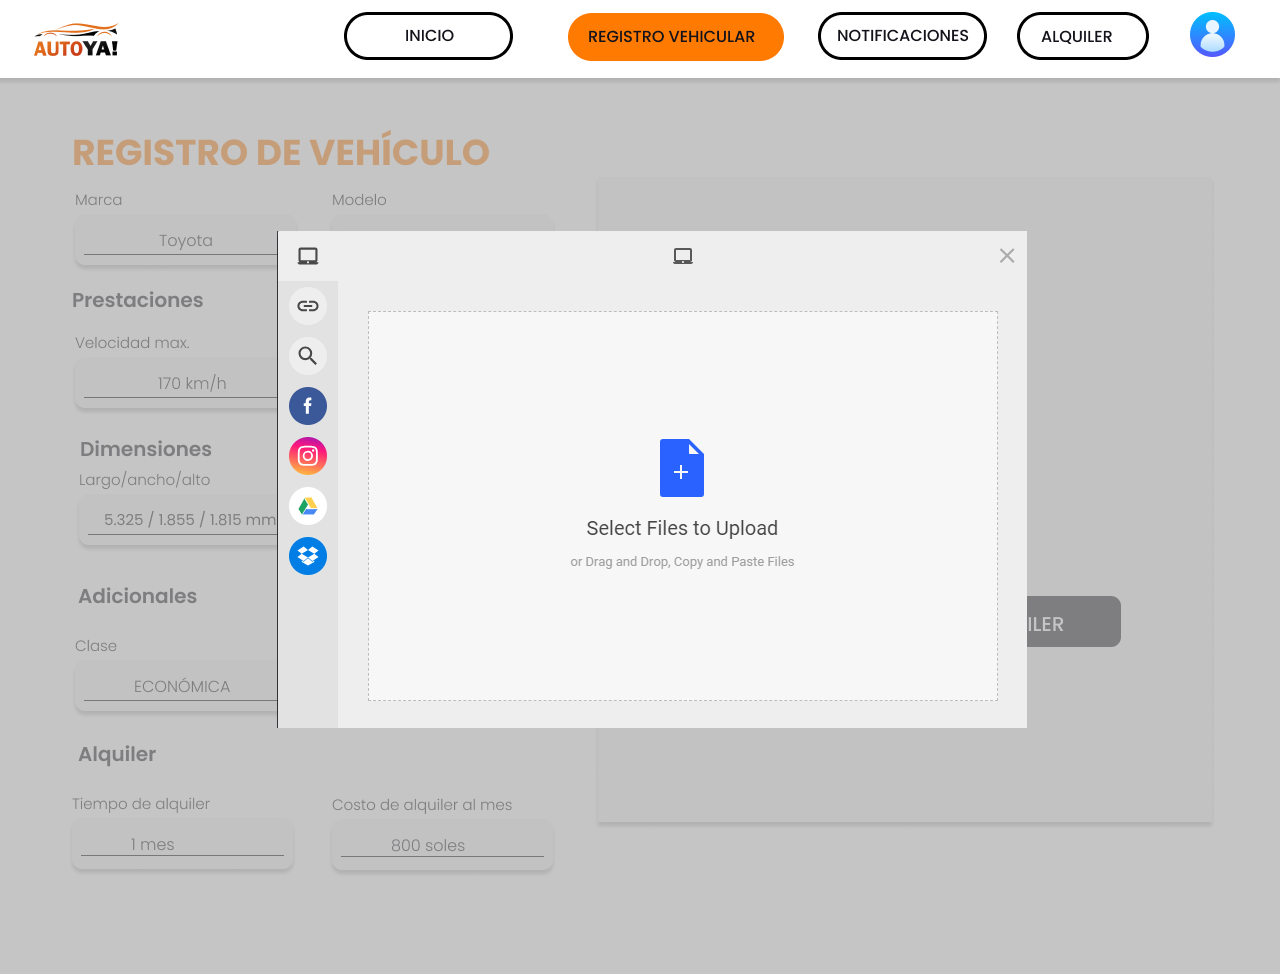 AUTOYA!
INICIO
REGISTRO VEHICULAR
NOTIFICACIONES
ALQUILER
REGISTRO DE VEHÍCULO
Marca
Modelo
Toyota
Prestaciones
Velocidad max.
170 km/h
Dimensiones
Largo/ancho/alto
5.325 / 1.855 / 1.815 mm
Select Files to Upload
or Drag and Drop, Copy and Paste Files
Adicionales
ILER
Clase
ECONÓMICA
Alquiler
Tiempo de alquiler
Costo de alquiler al mes
1 mes
800 soles